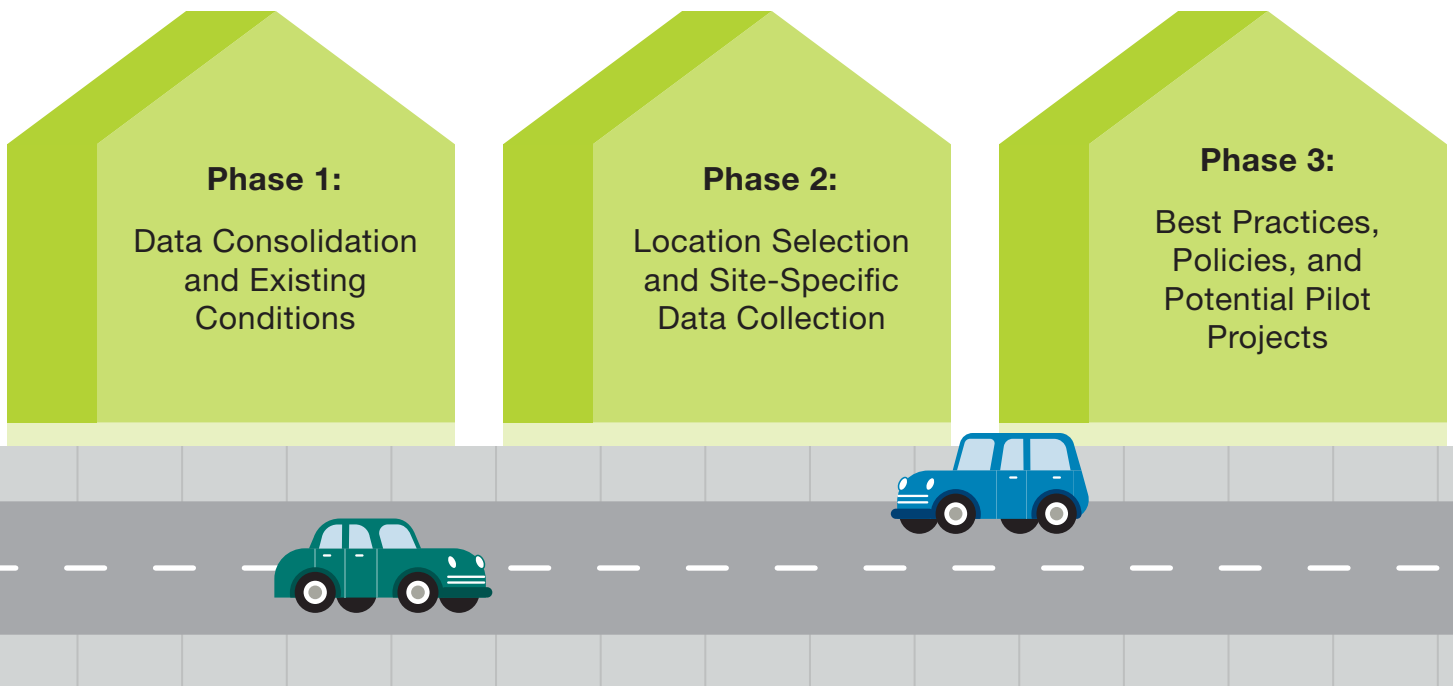 Phase 1:
Data Consolidation
and Existing
Conditions
Phase 2:
Location Selection
and Site-Specific
Data Collection
Phase 3:
Best Practices,
Policies, and
Potential Pilot
Projects